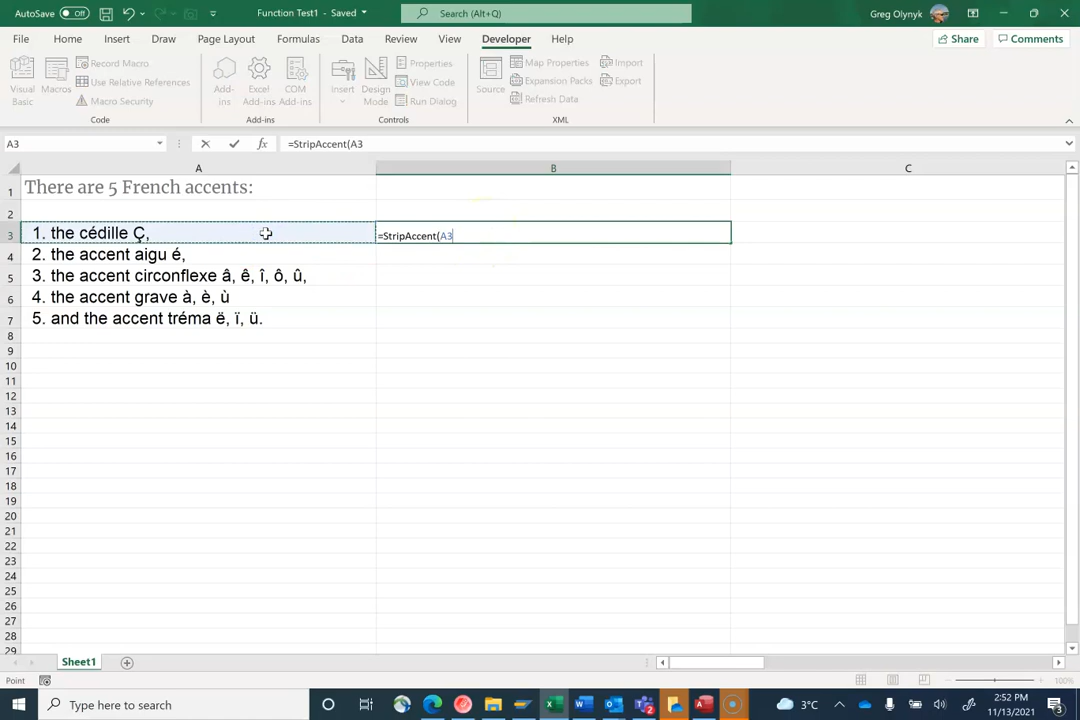 AutoSave Off Function Test1 - Saved Search (Alt+Q) Greg Olynyk
File Home Insert Draw Page Layout Formulas Data Review View Developer Help Share Comments
Visual Basic
Macros
Record Macro
Use Relative References
Macro Security
Code
Add-ins
Excel Add-ins
COM Add-ins
Add-ins
Insert
Design Mode
Properties
View Code
Run Dialog
Controls
Source
Map Properties
Expansion Packs
Refresh Data
Import
Export
XML
A3 fx =StripAccent(A3
A B C
1 There are 5 French accents:
2
3 1. the cédille Ç, =StripAccent(A3
4 2. the accent aigu é,
5 3. the accent circonflexe â, ê, î, ô, û,
6 4. the accent grave à, è, ù
7 5. and the accent tréma ë, ï, ü.
8
9
10
11
12
13
14
15
16
17
18
19
20
21
22
23
24
25
26
27
28
29
Sheet1
Point 100%
Type here to search 3°C 2:52 PM
11/13/2021 3